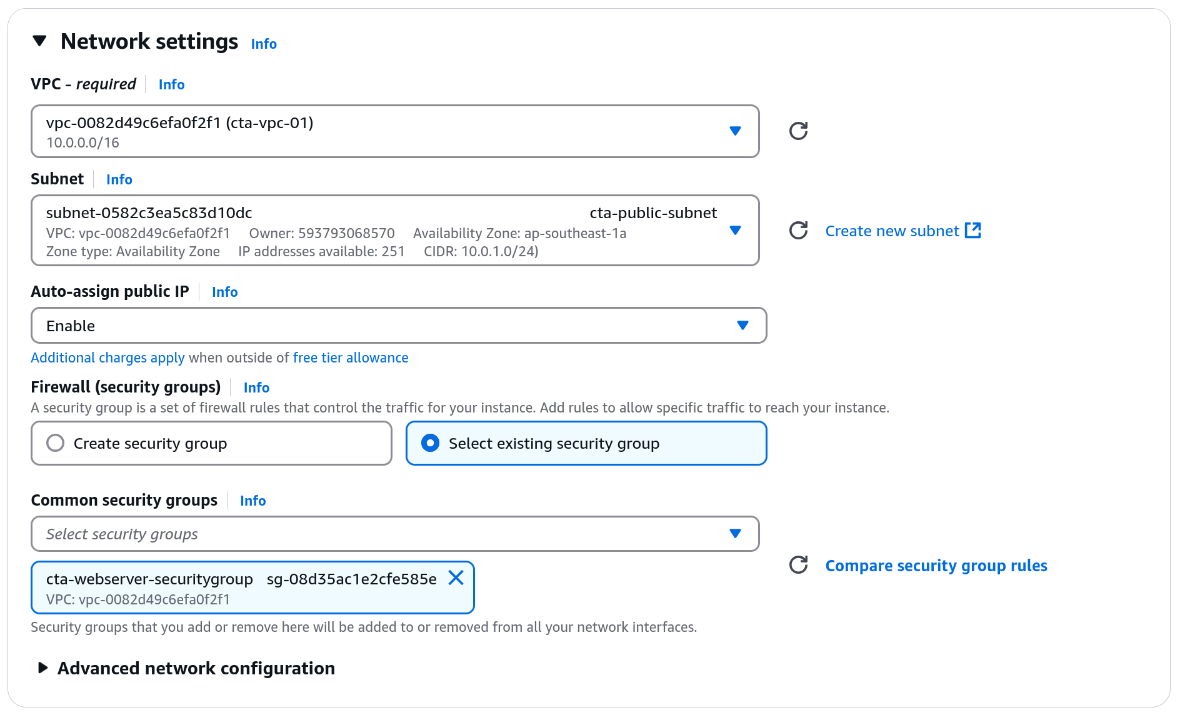 Network settings Info
VPC - required Info
vpc-0082d49c6efa0f2f1 (cta-vpc-01)
10.0.0.0/16
Subnet Info
subnet-0582c3ea5c83d10dc cta-public-subnet
VPC: vpc-0082d49c6efa0f2f1 Owner: 593793068570 Availability Zone: ap-southeast-1a
Zone type: Availability Zone IP addresses available: 251 CIDR: 10.0.1.0/24)
Create new subnet
Auto-assign public IP Info
Enable
Additional charges apply when outside of free tier allowance
Firewall (security groups) Info
A security group is a set of firewall rules that control the traffic for your instance. Add rules to allow specific traffic to reach your instance.
Create security group Select existing security group
Common security groups Info
Select security groups
cta-webserver-securitygroup sg-08d35ac1e2cfe585e
VPC: vpc-0082d49c6efa0f2f1
Compare security group rules
Security groups that you add or remove here will be added to or removed from all your network interfaces.
Advanced network configuration